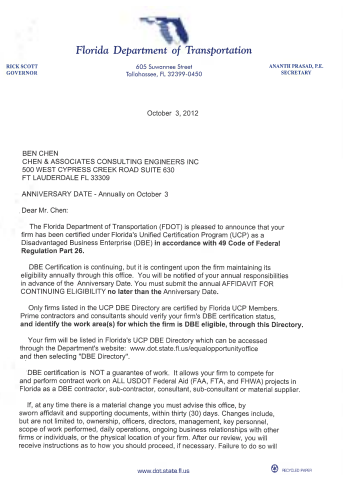 Florida Department of Transportation
RICK SCOTT
GOVERNOR
605 Suwannee Street
Tallahassee, FL 32399-0450
ANANTH PRASAD, P.E.
SECRETARY
October 3, 2012
BEN CHEN
CHEN & ASSOCIATES CONSULTING ENGINEERS INC
500 WEST CYPRESS CREEK ROAD SUITE 630
FT LAUDERDALE FL 33309
ANNIVERSARY DATE - Annually on October 3
Dear Mr. Chen:
The Florida Department of Transportation (FDOT) is pleased to announce that your
firm has been certified under Florida's Unified Certification Program (UCP) as a
Disadvantaged Business Enterprise (DBE) in accordance with 49 Code of Federal
Regulation Part 26.
DBE Certification is continuing, but it is contingent upon the firm maintaining its
eligibility annually through this office. You will be notified of your annual responsibilities
in advance of the Anniversary Date. You must submit the annual AFFIDAVIT FOR
CONTINUING ELIGIBILITY no later than the Anniversary Date.
Only firms listed in the UCP DBE Directory are certified by Florida UCP Members.
Prime contractors and consultants should verify your firm's DBE certification status,
and identify the work area(s) for which the firm is DBE eligible, through this Directory.
Your firm will be listed in Florida's UCP DBE Directory which can be accessed
through the Department's website: www.dot.state.fl.us/equalopportunityoffice
and then selecting "DBE Directory".
DBE certification is NOT a guarantee of work. It allows your firm to compete for
and perform contract work on ALL USDOT Federal Aid (FAA, FTA, and FHWA) projects in
Florida as a DBE contractor, sub-contractor, consultant, sub-consultant or material supplier.
If, at any time there is a material change you must advise this office, by
sworn affidavit and supporting documents, within thirty (30) days. Changes include,
but are not limited to, ownership, officers, directors, management, key personnel,
scope of work performed, daily operations, ongoing business relationships with other
firms or individuals, or the physical location of your firm. After our review, you will
receive instructions as to how you should proceed, if necessary. Failure to do so will
www.dot.state.fl.us
RECYCLED PAPER